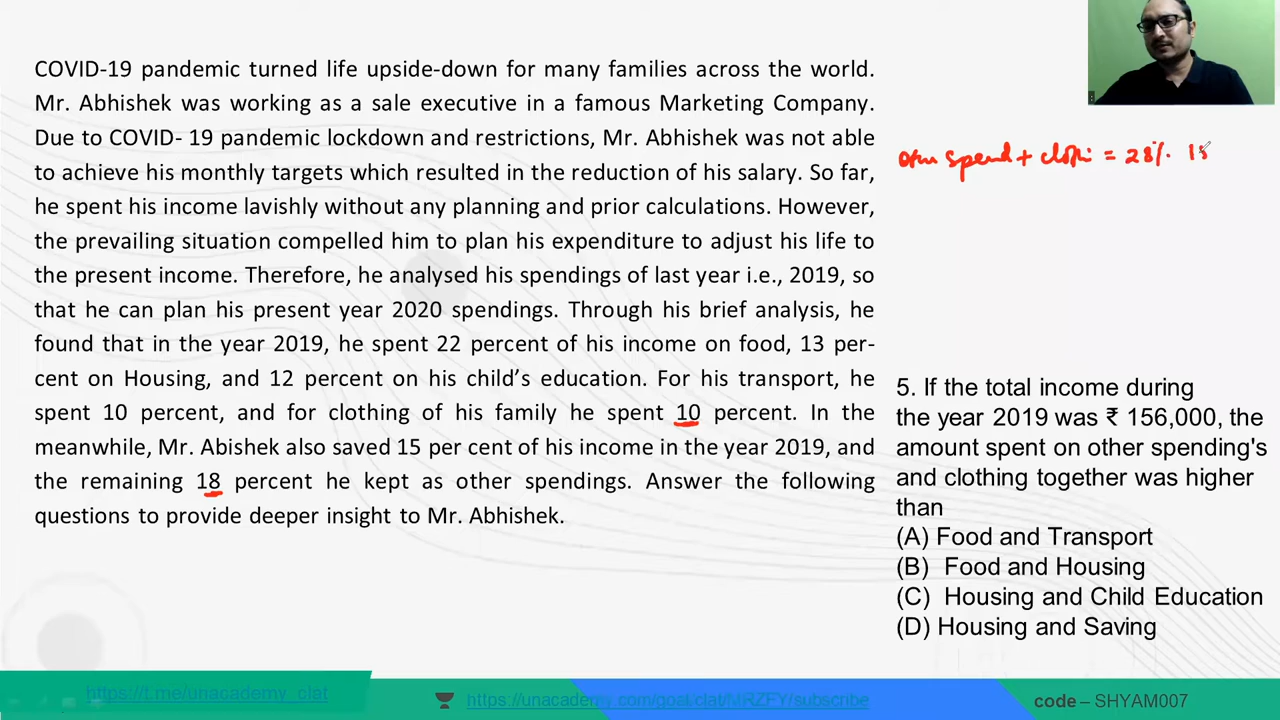 COVID-19 pandemic turned life upside-down for many families across the world.
Mr. Abhishek was working as a sale executive in a famous Marketing Company.
Due to COVID- 19 pandemic lockdown and restrictions, Mr. Abhishek was not able
to achieve his monthly targets which resulted in the reduction of his salary. So far,
he spent his income lavishly without any planning and prior calculations. However,
the prevailing situation compelled him to plan his expenditure to adjust his life to
the present income. Therefore, he analysed his spendings of last year i.e., 2019, so
that he can plan his present year 2020 spendings. Through his brief analysis, he
found that in the year 2019, he spent 22 percent of his income on food, 13 per-
cent on Housing, and 12 percent on his child’s education. For his transport, he
spent 10 percent, and for clothing of his family he spent 10 percent. In the
meanwhile, Mr. Abishek also saved 15 per cent of his income in the year 2019, and
the remaining 18 percent he kept as other spendings. Answer the following
questions to provide deeper insight to Mr. Abhishek.
spend + = 28%. 15
5. If the total income during
the year 2019 was ₹ 156,000, the
amount spent on other spending's
and clothing together was higher
than
(A) Food and Transport
(B) Food and Housing
(C) Housing and Child Education
(D) Housing and Saving
https://t.me/unacademy_clat
https://unacademy.com/goal/clat/MRZFY/subscribe
code – SHYAM007